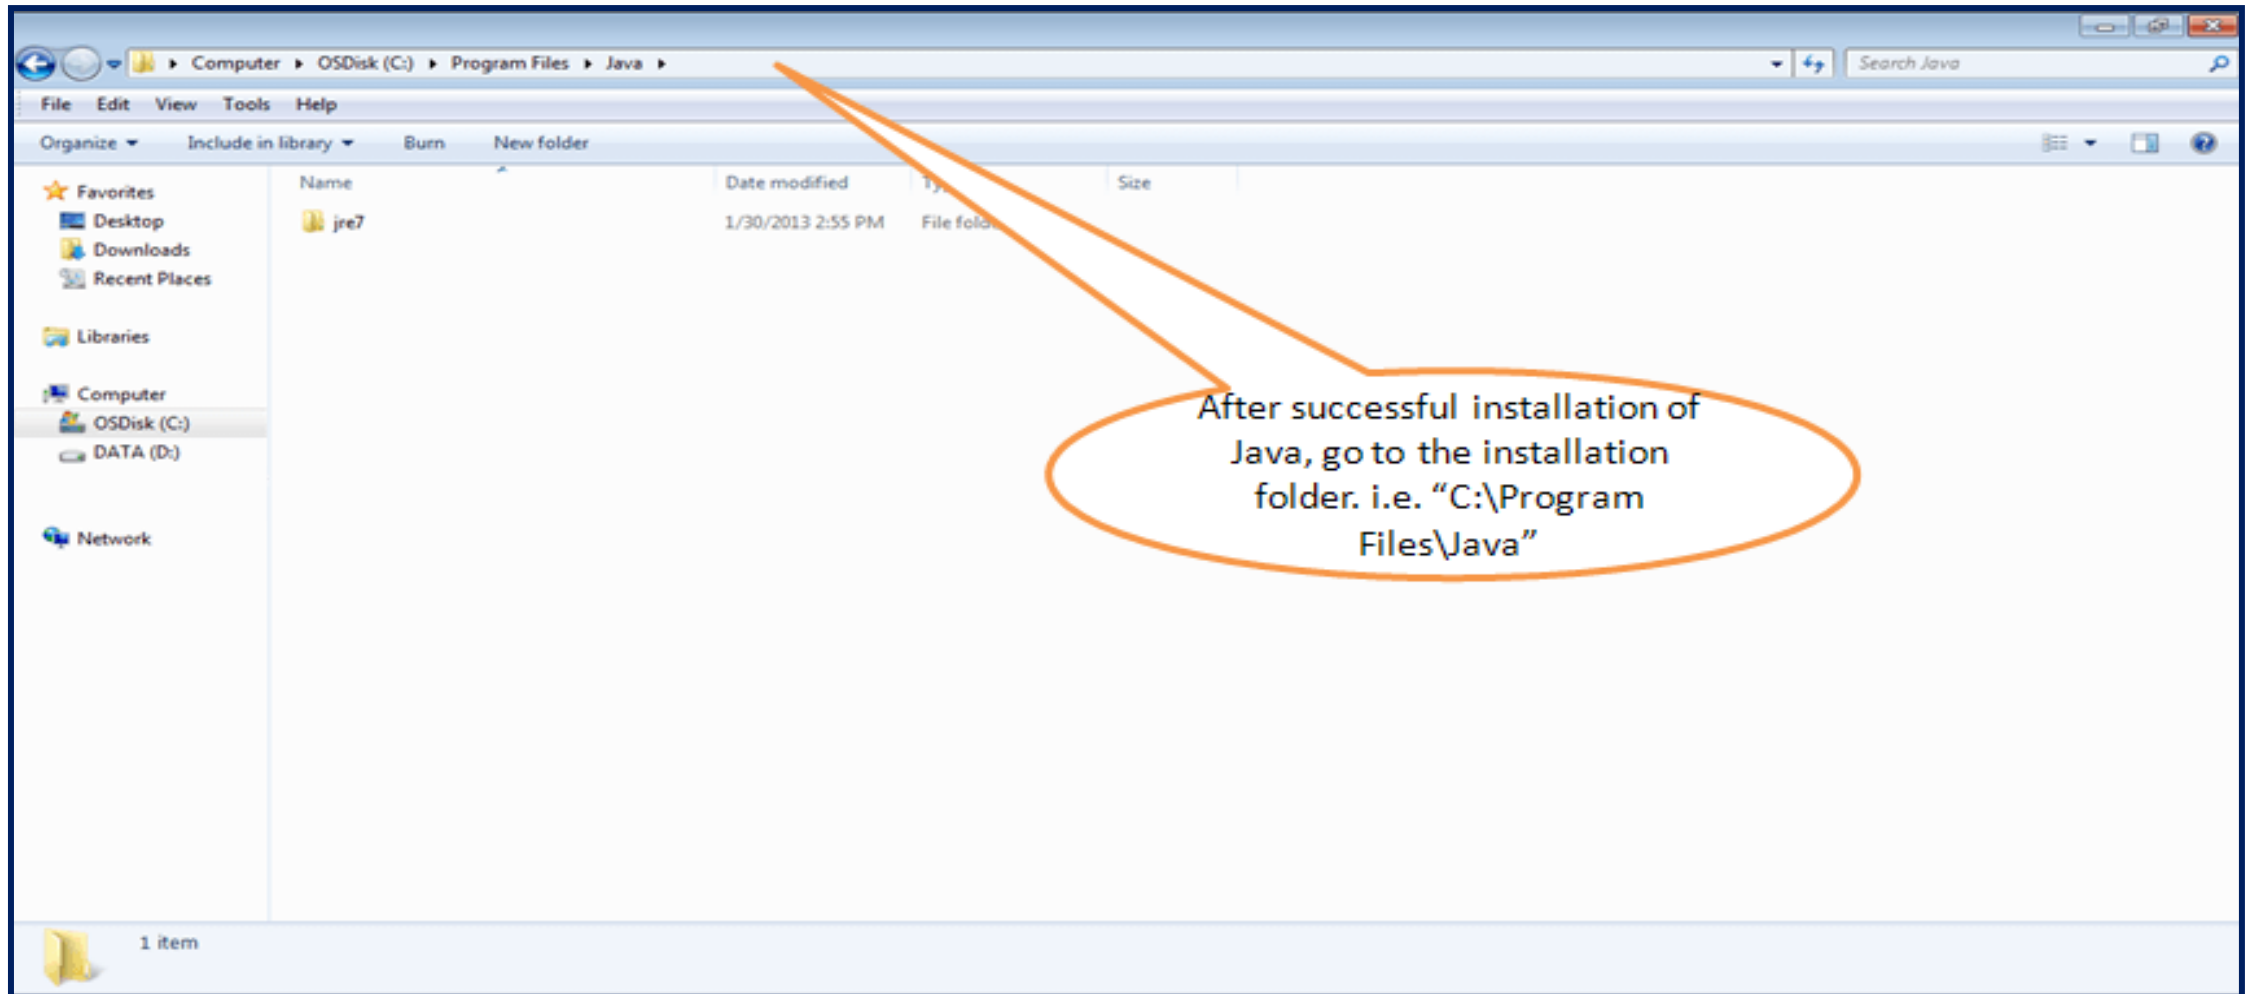 Computer OSDisk (C:) Program Files Java Search Java
File Edit View Tools Help
Organize Include in library Burn New folder
Name Date modified Size
Favorites
Desktop
Downloads
Recent Places
Libraries
Computer
OSDisk (C:)
DATA (D:)
Network
jre7 1/30/2013 2:55 PM File
After successful installation of
Java, go to the installation
folder. i.e. “C:\Program
Files\Java”
1 item